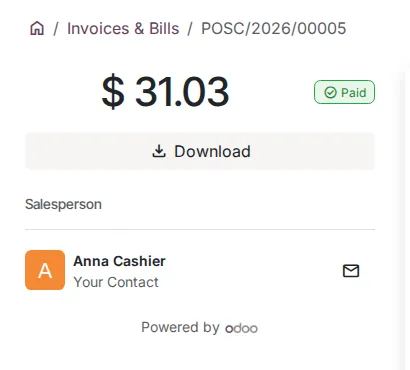 / Invoices & Bills / POSC/2026/00005
$ 31.03
Paid
Download
Salesperson
A
Anna Cashier
Your Contact
Powered by odoo